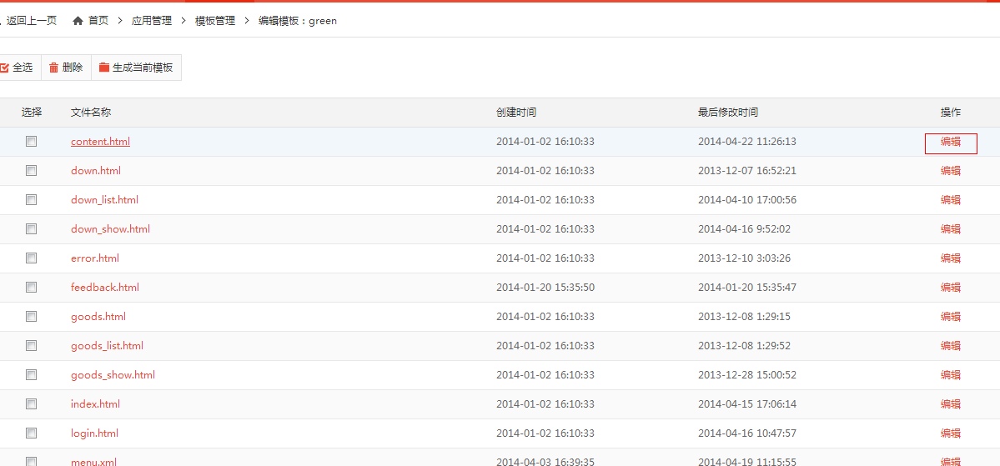 返回上一页 首页 > 应用管理 > 模板管理 > 编辑模板：green
全选 删除 生成当前模板
选择 文件名称 创建时间 最后修改时间 操作
content.html 2014-01-02 16:10:33 2014-04-22 11:26:13 编辑
down.html 2014-01-02 16:10:33 2013-12-07 16:52:21 编辑
down_list.html 2014-01-02 16:10:33 2014-04-10 17:00:56 编辑
down_show.html 2014-01-02 16:10:33 2014-04-16 9:52:02 编辑
error.html 2014-01-02 16:10:33 2013-12-10 3:03:26 编辑
feedback.html 2014-01-20 15:35:50 2014-01-20 15:35:47 编辑
goods.html 2014-01-02 16:10:33 2013-12-08 1:29:15 编辑
goods_list.html 2014-01-02 16:10:33 2013-12-08 1:29:52 编辑
goods_show.html 2014-01-02 16:10:33 2013-12-28 15:00:52 编辑
index.html 2014-01-02 16:10:33 2014-04-15 17:06:14 编辑
login.html 2014-01-02 16:10:33 2014-04-16 10:47:57 编辑
menu.xml 2014-04-03 16:39:35 2014-04-19 11:15:55 编辑